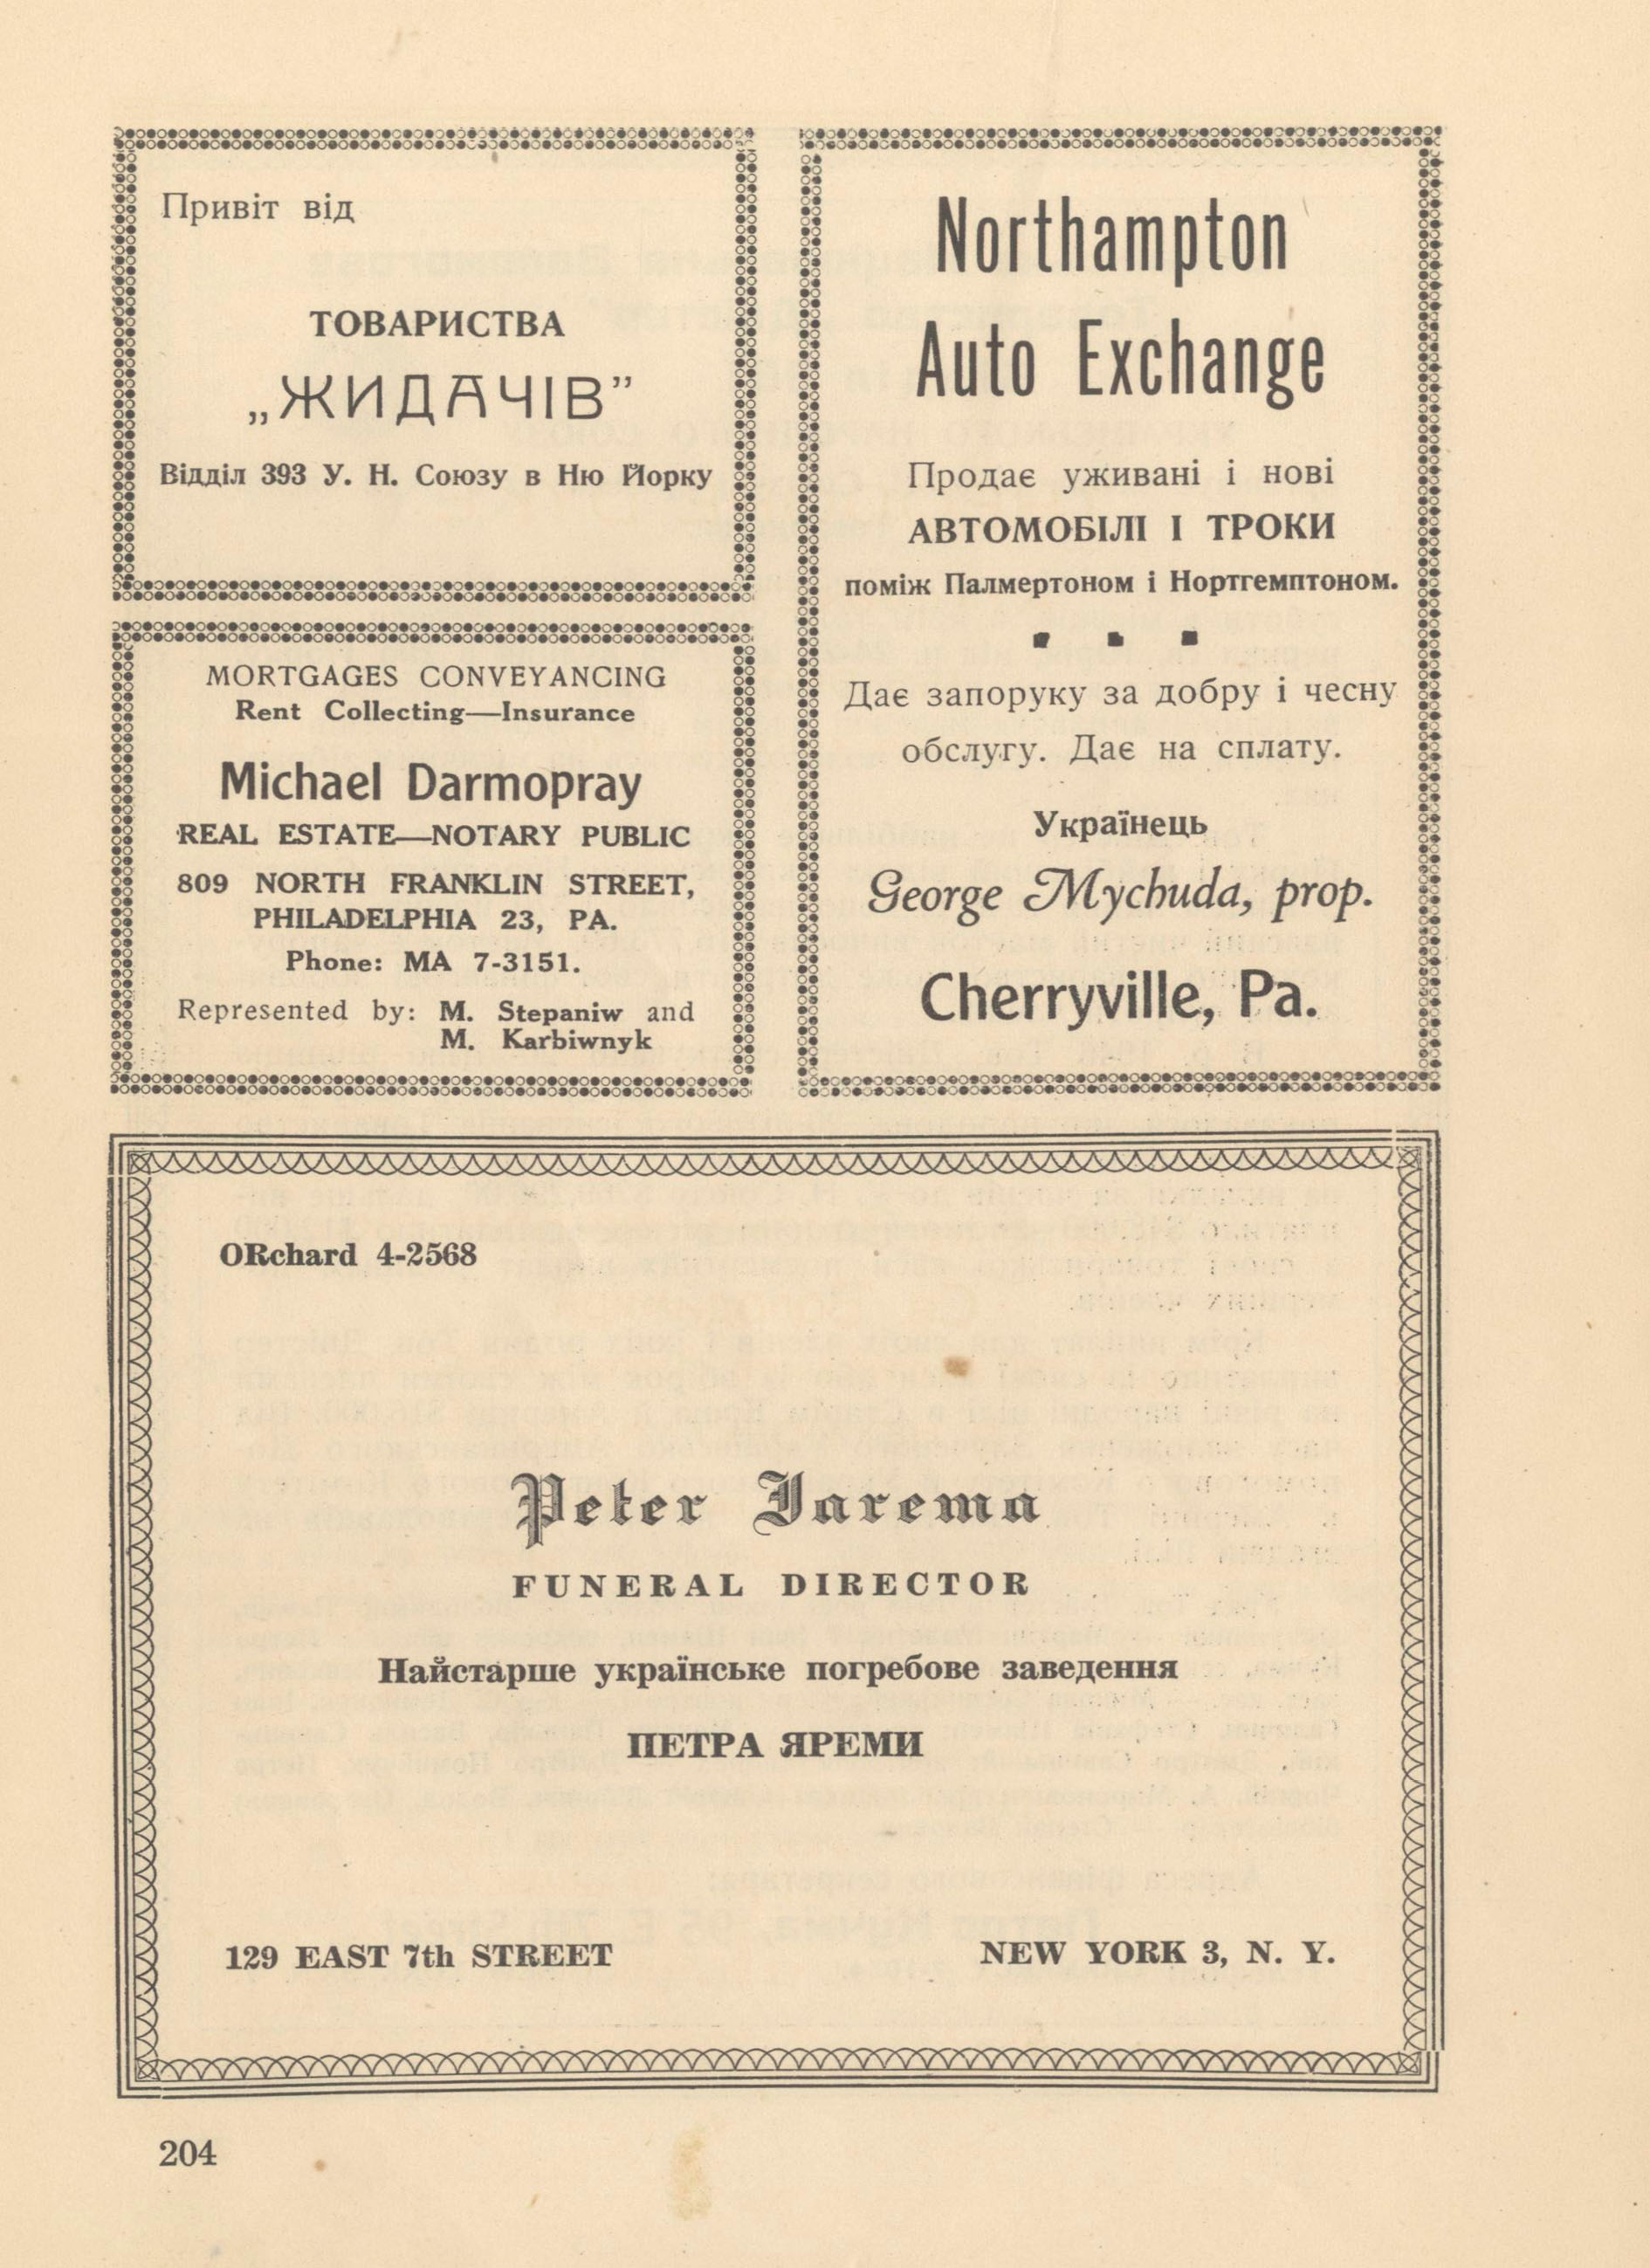 Привіт від
ТОВАРИСТВА
„ЖИДАЧІВ”
Відділ 393 У. Н. Союзу в Ню Йорку
MORTGAGES CONVEYANCING
Rent Collecting—Insurance
Michael Darmopray
REAL ESTATE—NOTARY PUBLIC
809 NORTH FRANKLIN STREET,
PHILADELPHIA 23, PA.
Phone: MA 7-3151.
Represented by: M. Stepaniw and
M. Karbiwnyk
Northampton
Auto Exchange
Продає уживані і нові
АВТОМОБІЛІ І ТРОКИ
поміж Палмертоном і Нортгемптоном.
Дає запоруку за добру і чесну
обслугу. Дає на сплату.
Українець
George Mychuda, prop.
Cherryville, Pa.
ORchard 4-2568
Peter Jarema
FUNERAL DIRECTOR
Найстарше українське погребове заведення
ПЕТРА ЯРЕМИ
129 EAST 7th STREET NEW YORK 3, N. Y.
204